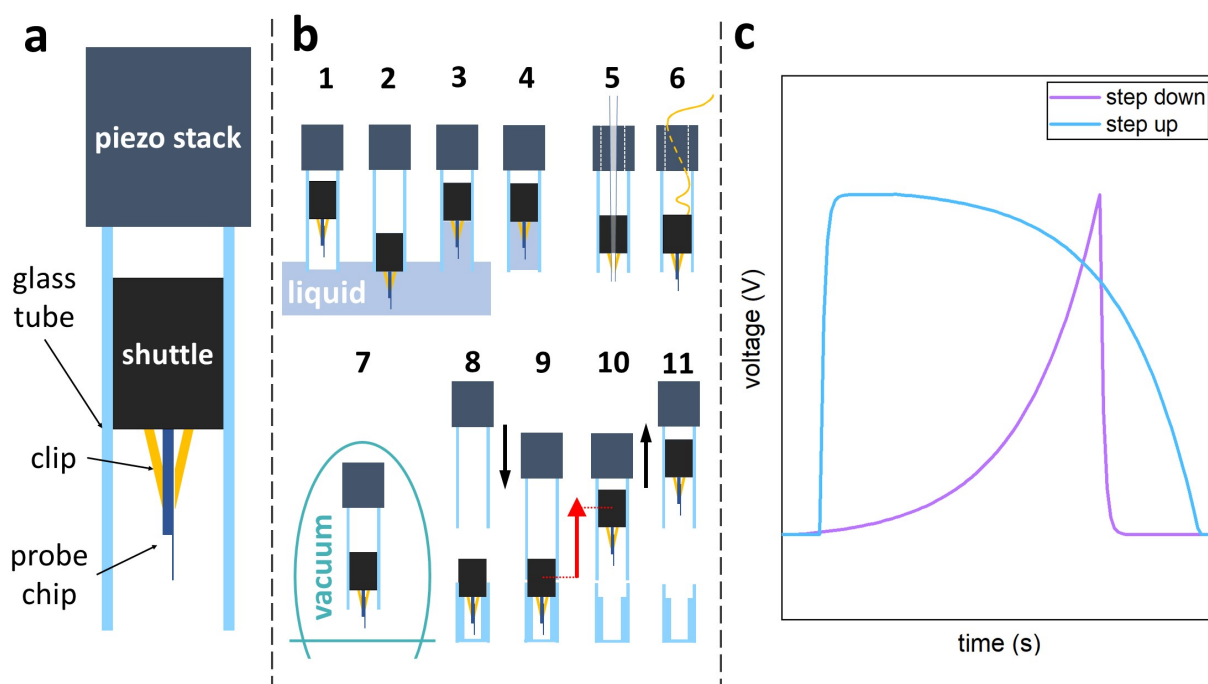 a
piezo stack
glass
tube
shuttle
clip
probe
chip
b
1 2 3 4 5 6
liquid
7 8 9 10 11
vacuum
c
step down
step up
voltage (V)
time (s)